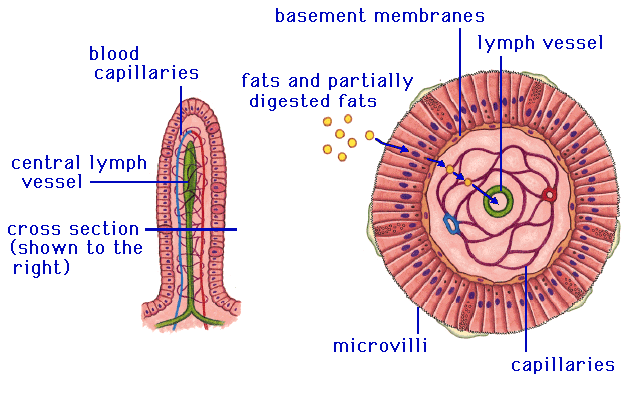 basement membranes
lymph vessel
blood
capillaries
fats and partially
digested fats
central lymph
vessel
cross section
(shown to the
right)
microvilli
capillaries